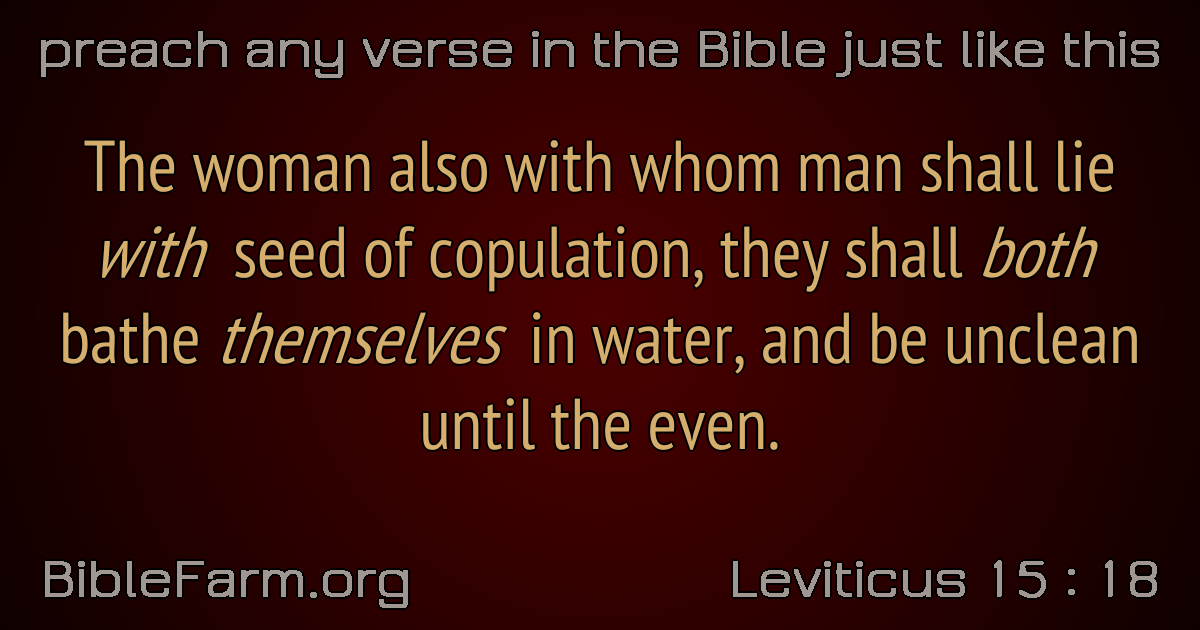 preach any verse in the Bible just like this
The woman also with whom man shall lie
with seed of copulation, they shall both
bathe themselves in water, and be unclean
until the even.
BibleFarm.org
Leviticus 15 : 18